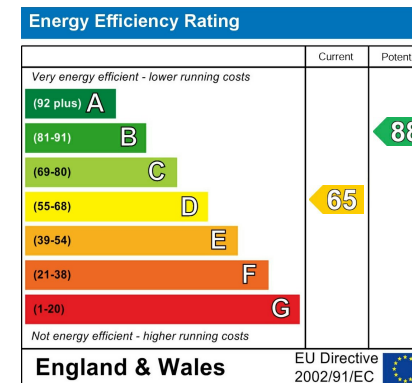 Energy Efficiency Rating
Current Potent
Very energy efficient - lower running costs
(92 plus) A
(81-91) B
88
(69-80) C
(55-68) D
65
(39-54) E
(21-38) F
(1-20) G
Not energy efficient - higher running costs
England & Wales
EU Directive
2002/91/EC